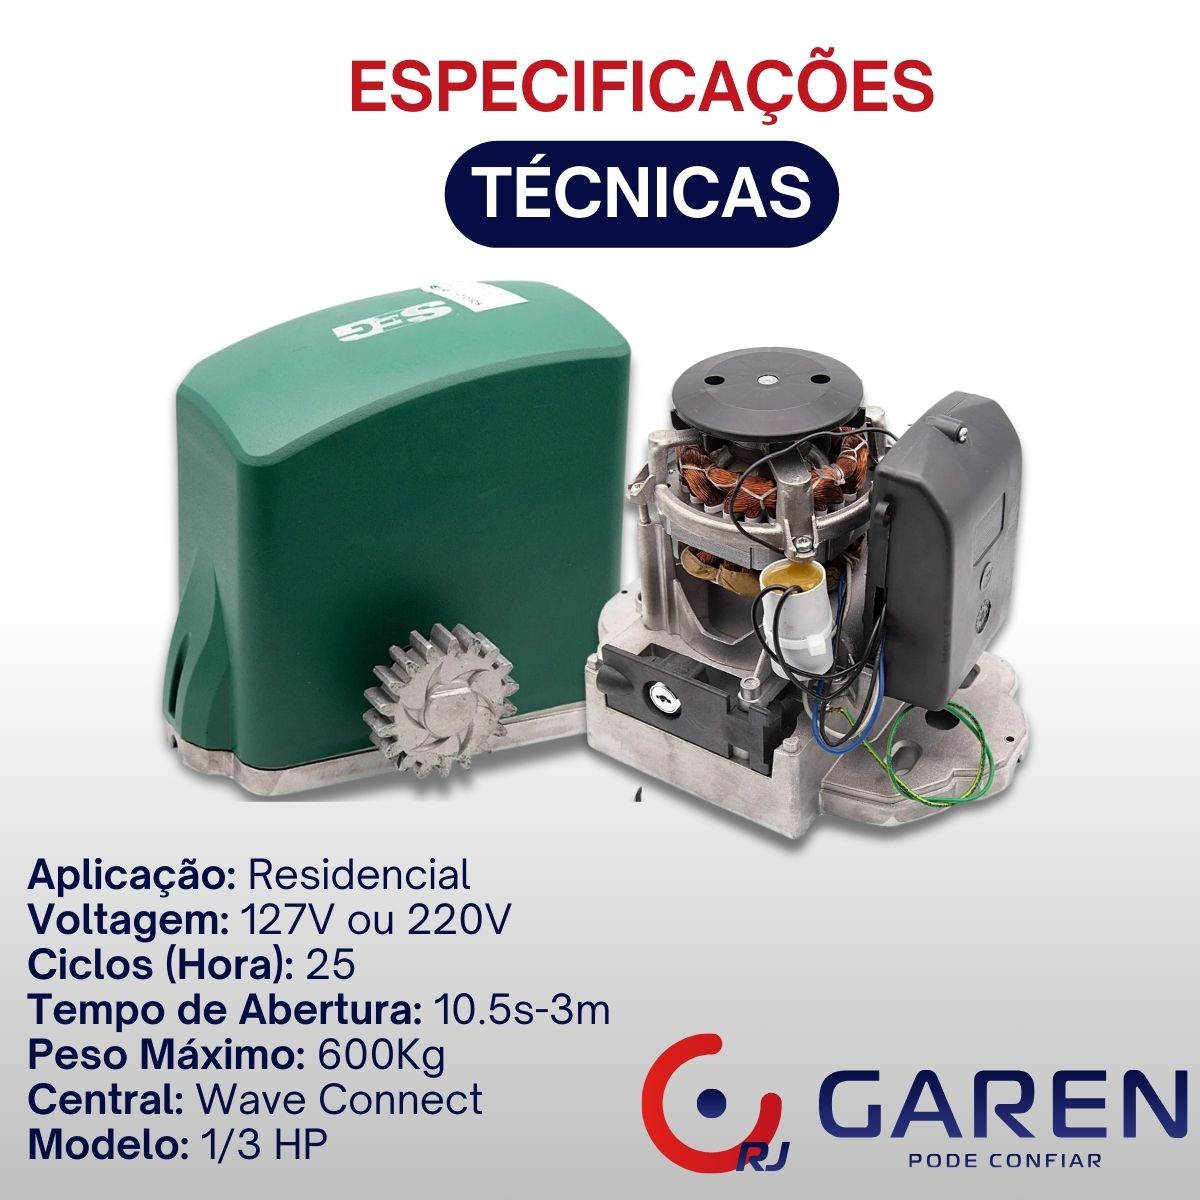 ESPECIFICAÇÕES
TÉCNICAS
SEG
Aplicação: Residencial
Voltagem: 127V ou 220V
Ciclos (Hora): 25
Tempo de Abertura: 10.5s-3m
Peso Máximo: 600Kg
Central: Wave Connect
Modelo: 1/3 HP
RJ
GAREN
PODE CONFIAR